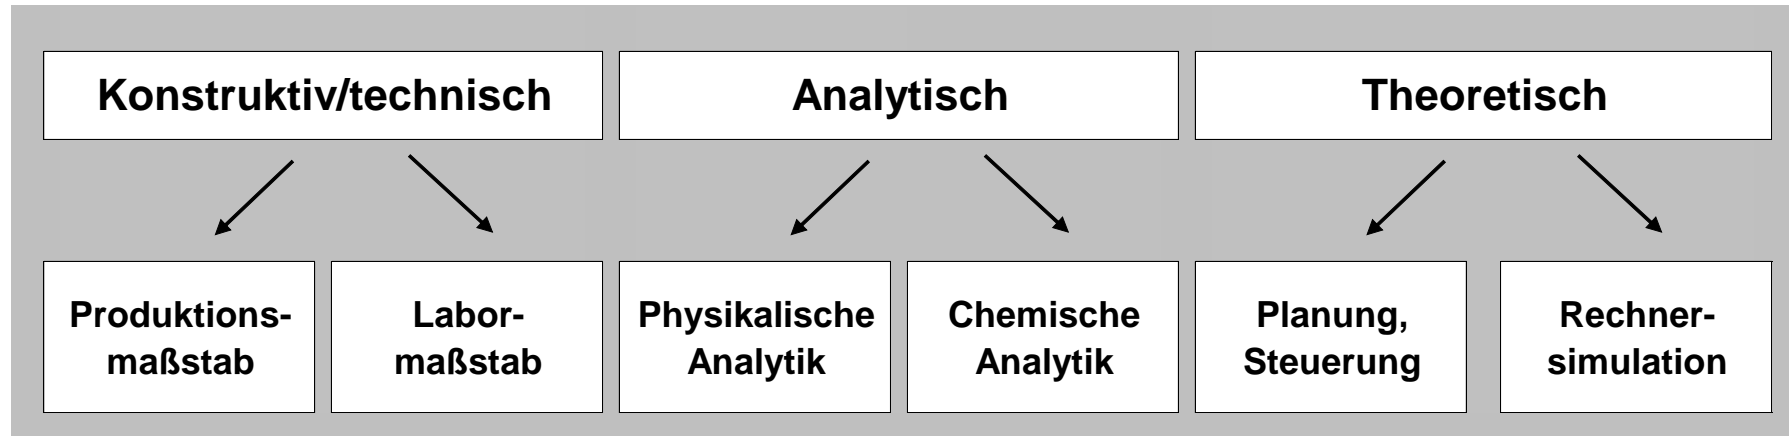 Konstruktiv/technisch
Analytisch
Theoretisch
Produktions-
maßstab
Labor-
maßstab
Physikalische
Analytik
Chemische
Analytik
Planung,
Steuerung
Rechner-
simulation